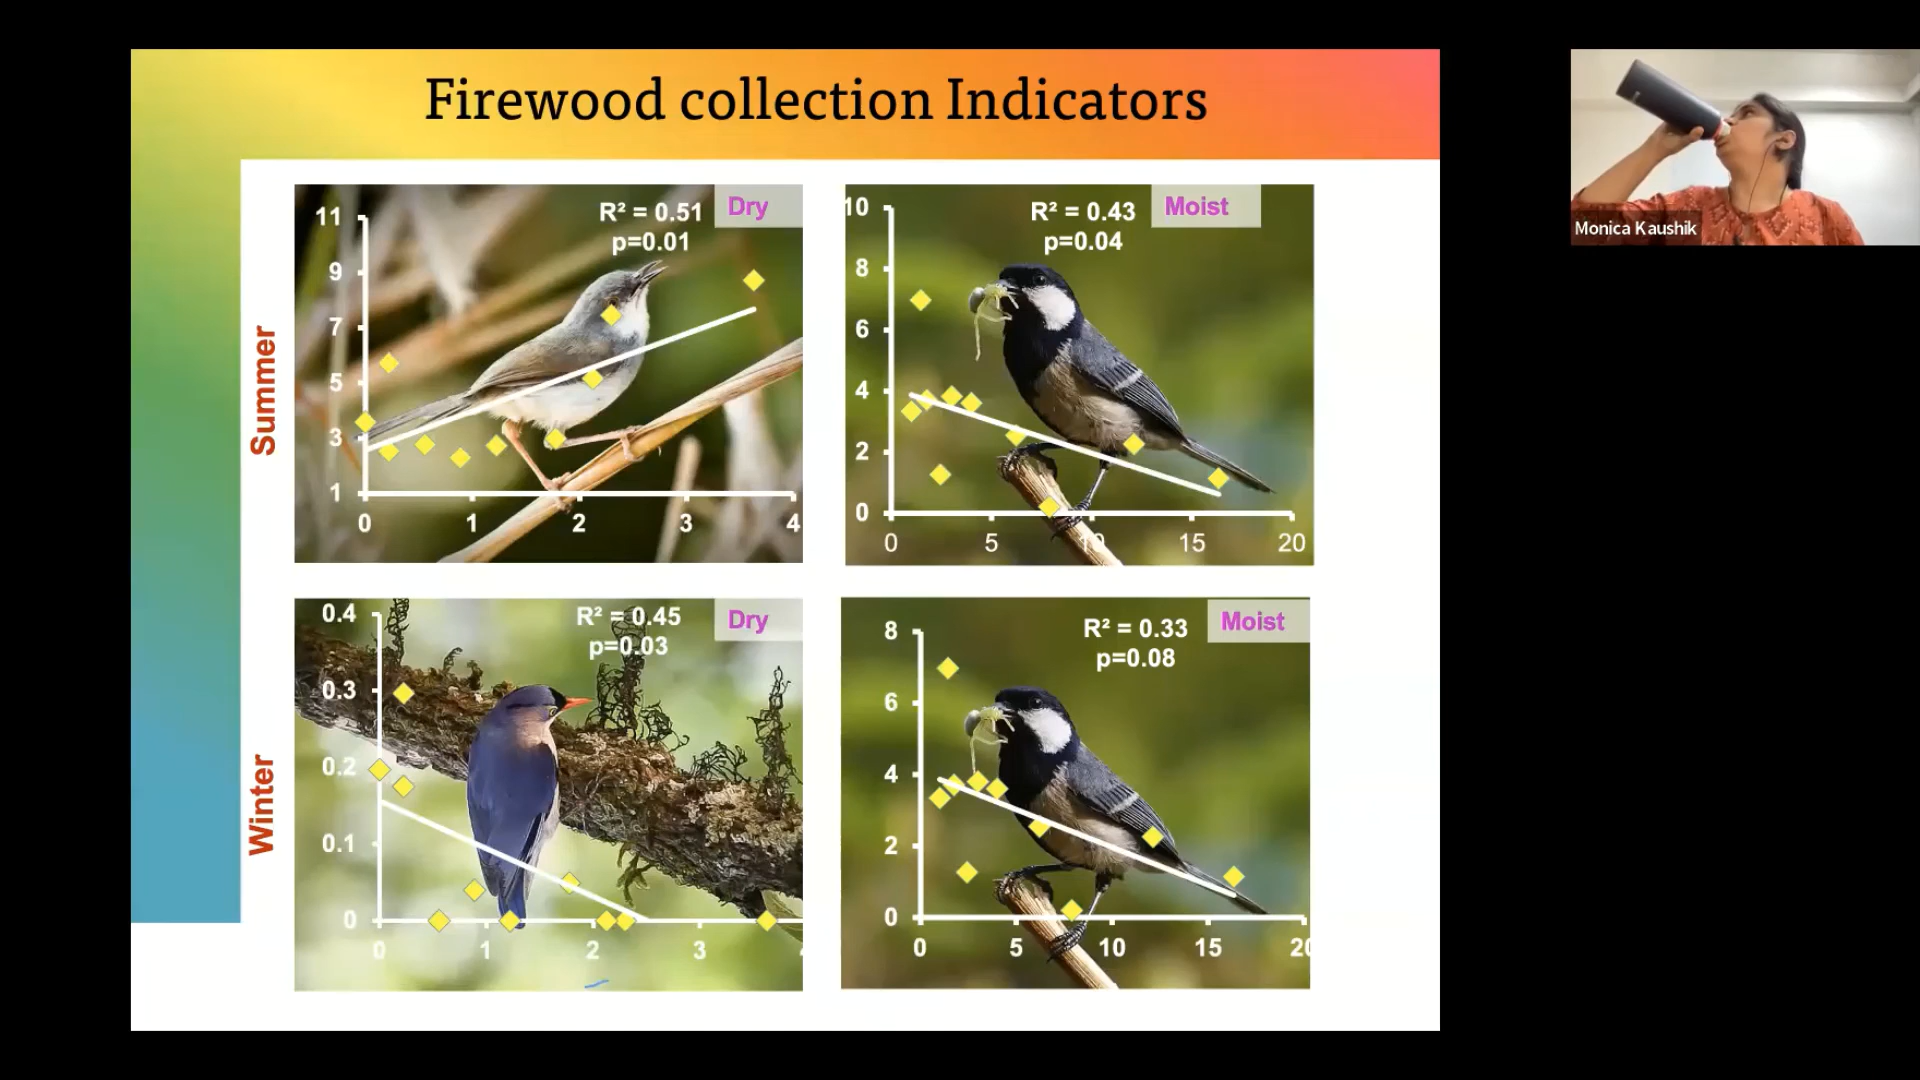 Firewood collection Indicators
Summer
R² = 0.51
p=0.01
Dry
11
9
7
5
3
1
0 1 2 3 4
R² = 0.43
p=0.04
Moist
10
8
6
4
2
0
0 5 10 15 20
Winter
R² = 0.45
p=0.03
Dry
0.4
0.3
0.2
0.1
0
0 1 2 3
R² = 0.33
p=0.08
Moist
8
6
4
2
0
0 5 10 15 20
Monica Kaushik